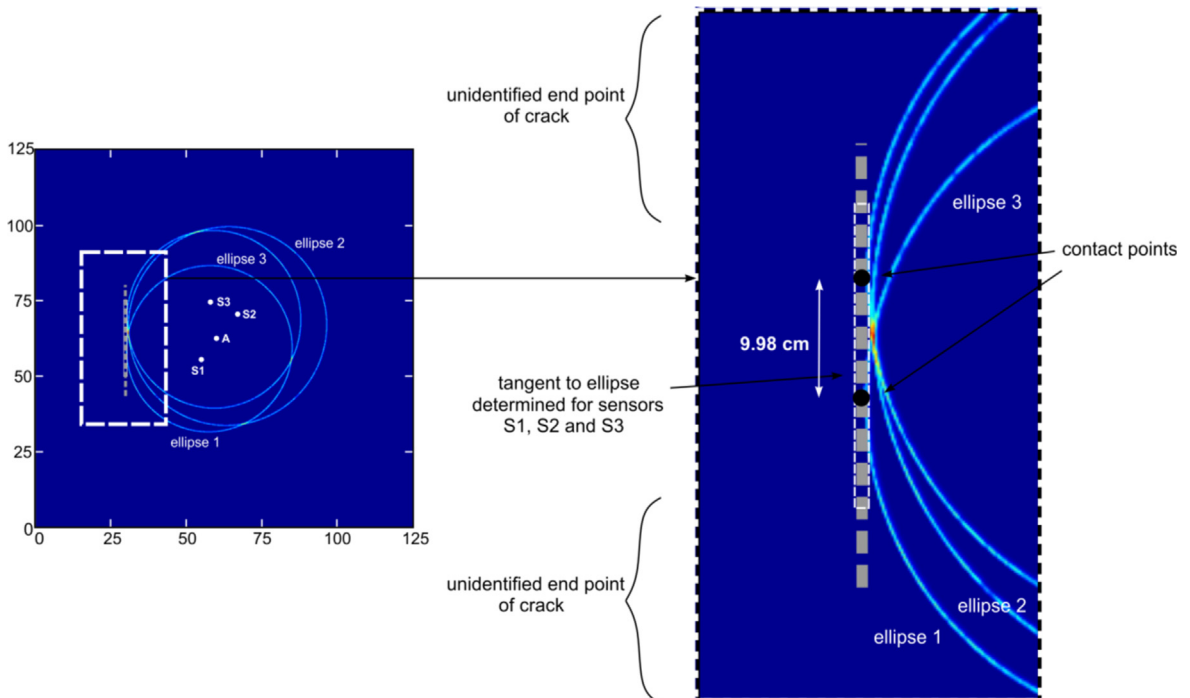 unidentified end point
of crack
125
100
75
50
25
0
0
25
50
75
100
125
ellipse 2
ellipse 3
S3
S2
A
S1
ellipse 1
ellipse 3
contact points
9.98 cm
tangent to ellipse
determined for sensors
S1, S2 and S3
unidentified end point
of crack
ellipse 2
ellipse 1